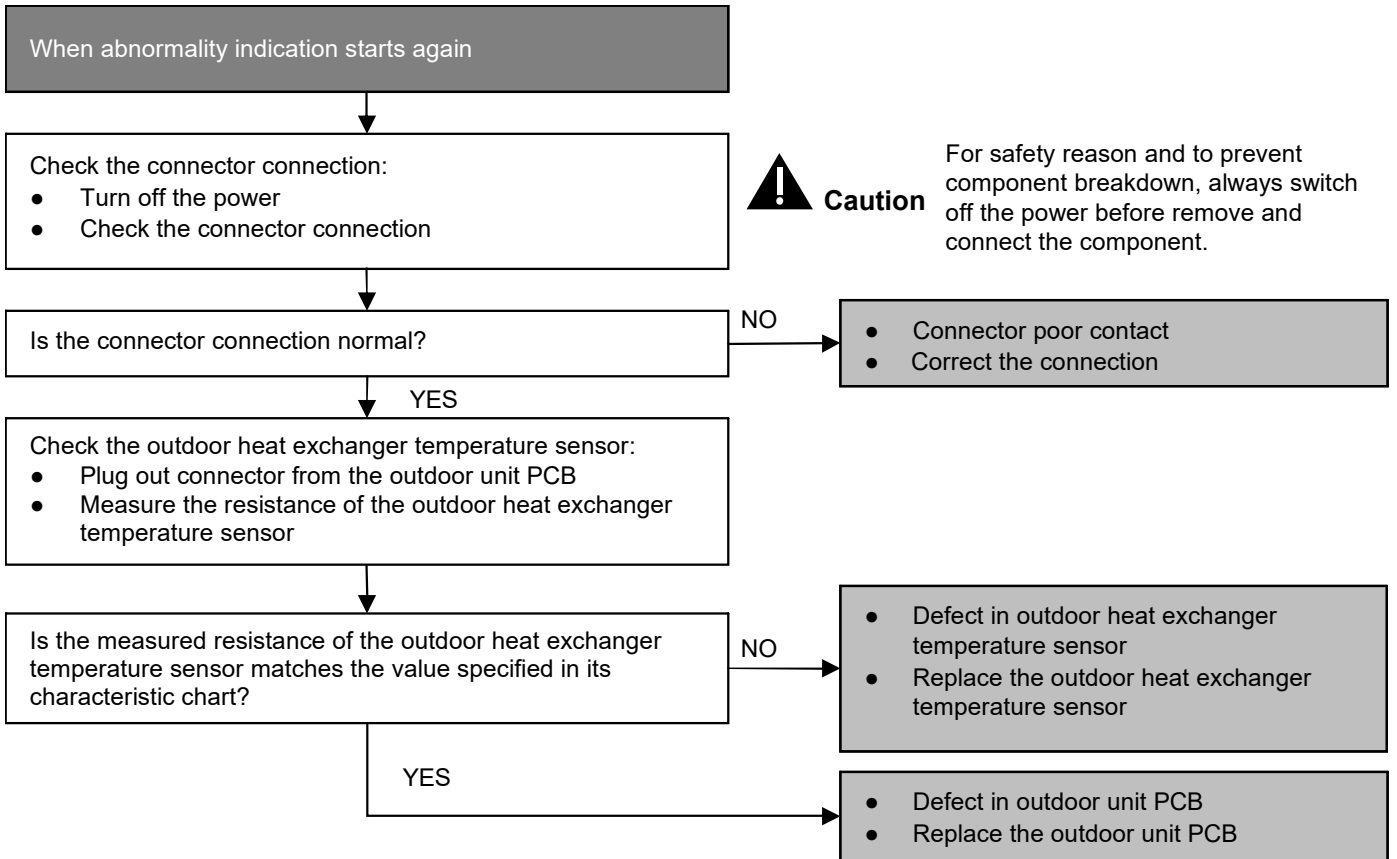 When abnormality indication starts again
Check the connector connection:
● Turn off the power
● Check the connector connection
Caution
For safety reason and to prevent
component breakdown, always switch
off the power before remove and
connect the component.
Is the connector connection normal?
NO
● Connector poor contact
● Correct the connection
YES
Check the outdoor heat exchanger temperature sensor:
● Plug out connector from the outdoor unit PCB
● Measure the resistance of the outdoor heat exchanger
temperature sensor
Is the measured resistance of the outdoor heat exchanger
temperature sensor matches the value specified in its
characteristic chart?
NO
● Defect in outdoor heat exchanger
temperature sensor
● Replace the outdoor heat exchanger
temperature sensor
YES
● Defect in outdoor unit PCB
● Replace the outdoor unit PCB